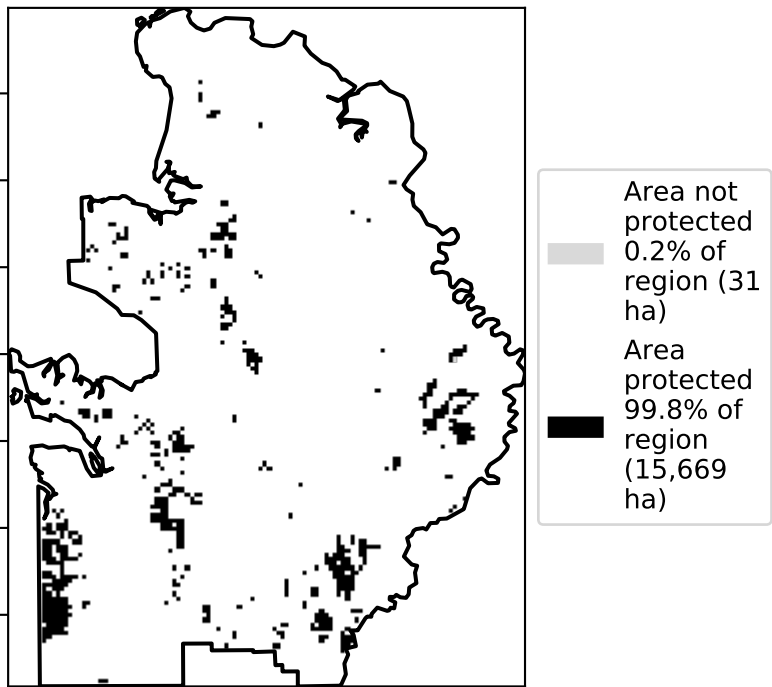 Area not
protected
0.2% of
region (31
ha)
Area
protected
99.8% of
region
(15,669
ha)